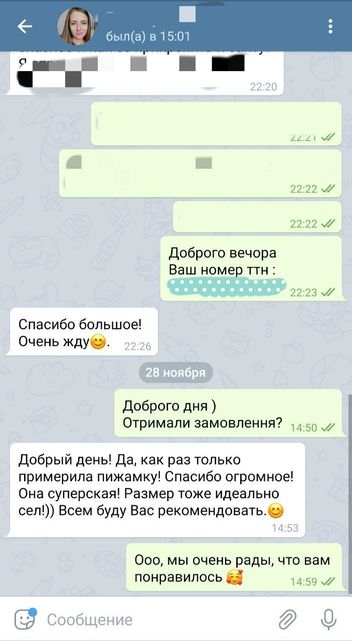 был(а) в 15:01
22:20
22:21
22:22
22:22
Доброго вечора
Ваш номер ттн :
22:23
Спасибо большое!
Очень жду😊.
22:26
28 ноября
Доброго дня )
Отримали замовлення?
14:50
Добрый день! Да, как раз только
примерила пижамку! Спасибо огромное!
Она суперская! Размер тоже идеально
сел!)) Всем буду Вас рекомендовать.😊
14:53
Ооо, мы очень рады, что вам
понравилось 🥰
14:59
Сообщение